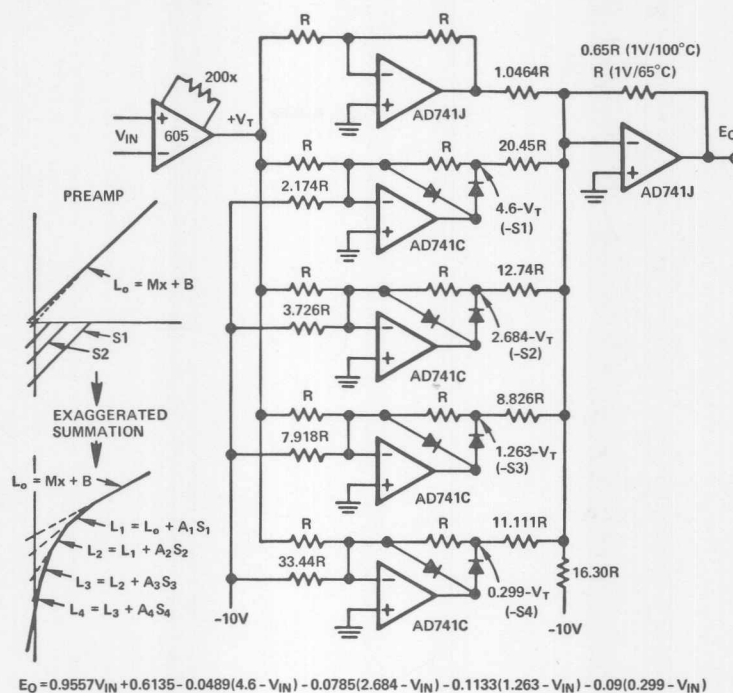 R
R
0.65R (1V/100°C)
R (1V/65°C)
200x
1.0464R
V_IN
605
+V_T
AD741J
E_O
AD741J
PREAMP
R
R
20.45R
2.174R
4.6-V_T
(-S1)
AD741C
L_o = Mx + B
S1
S2
R
R
12.74R
3.726R
2.684-V_T
(-S2)
AD741C
EXAGGERATED
SUMMATION
R
R
8.826R
7.918R
1.263-V_T
(-S3)
AD741C
L_o = Mx + B
L_1 = L_o + A_1S_1
L_2 = L_1 + A_2S_2
L_3 = L_2 + A_3S_3
L_4 = L_3 + A_4S_4
R
R
11.111R
33.44R
0.299-V_T
(-S4)
AD741C
16.30R
-10V
-10V
E_O = 0.9557V_IN + 0.6135 - 0.0489(4.6 - V_IN) - 0.0785(2.684 - V_IN) - 0.1133(1.263 - V_IN) - 0.09(0.299 - V_IN)